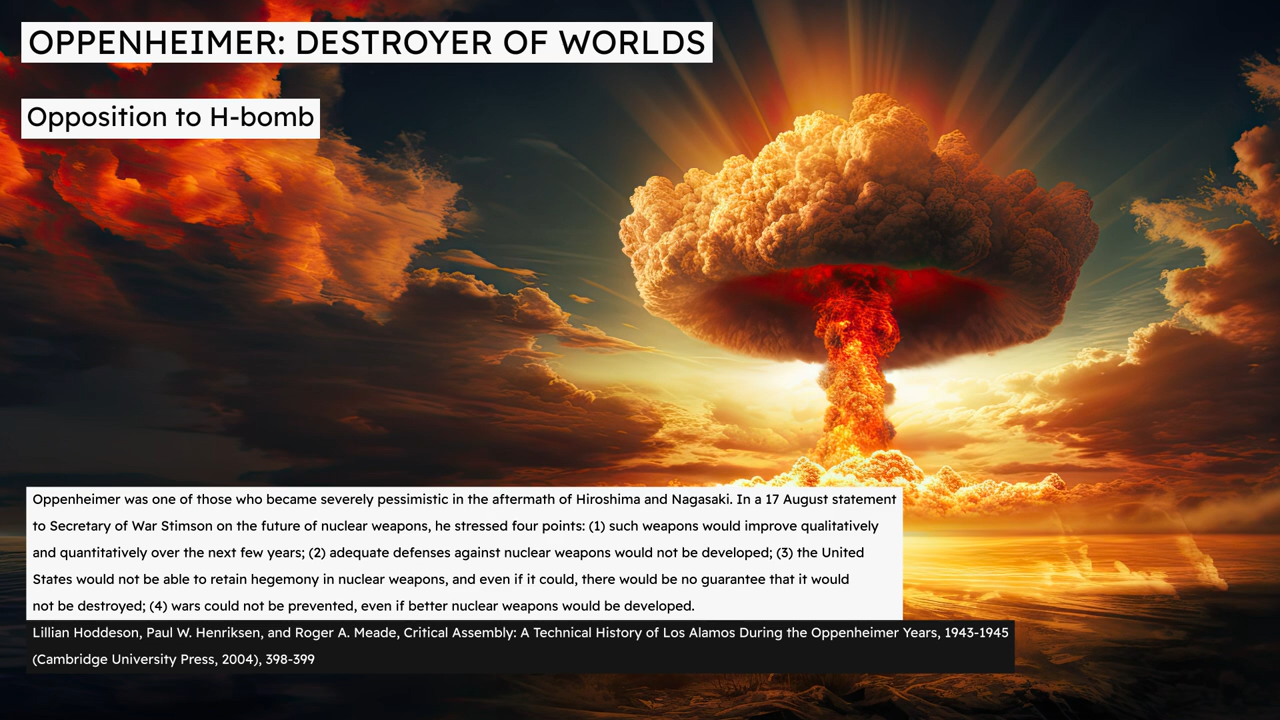 OPPENHEIMER: DESTROYER OF WORLDS
Opposition to H-bomb
Oppenheimer was one of those who became severely pessimistic in the aftermath of Hiroshima and Nagasaki. In a 17 August statement
to Secretary of War Stimson on the future of nuclear weapons, he stressed four points: (1) such weapons would improve qualitatively
and quantitatively over the next few years; (2) adequate defenses against nuclear weapons would not be developed; (3) the United
States would not be able to retain hegemony in nuclear weapons, and even if it could, there would be no guarantee that it would
not be destroyed; (4) wars could not be prevented, even if better nuclear weapons would be developed.
Lillian Hoddeson, Paul W. Henriksen, and Roger A. Meade, Critical Assembly: A Technical History of Los Alamos During the Oppenheimer Years, 1943-1945
(Cambridge University Press, 2004), 398-399